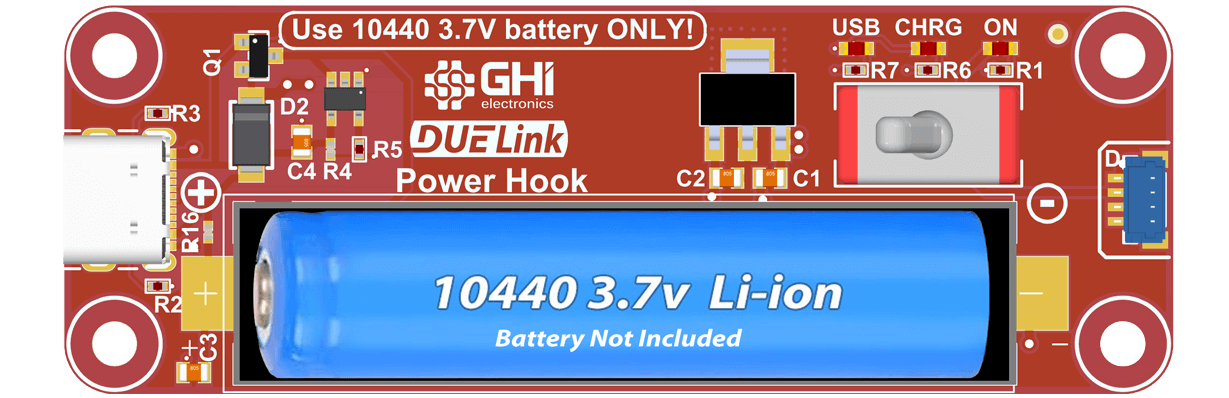 Use 10440 3.7V battery ONLY!
USB CHRG ON
Q1
R7 R6 R1
GHI
electronics
D2
R3
DUELink
R5
C4 R4
C2 C1
D
Power Hook
+
-
R16
10440 3.7v Li-ion
Battery Not Included
+
−
R2
+
C3
−